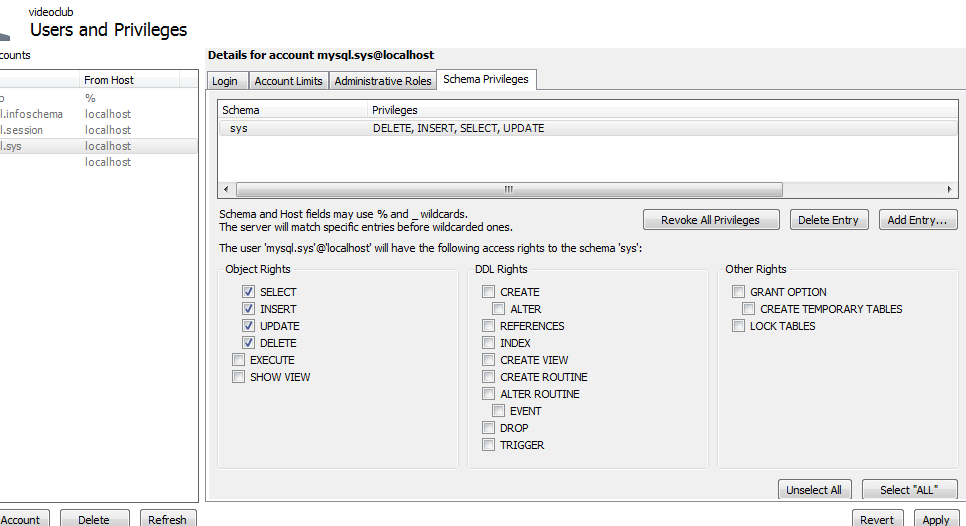 videoclub
Users and Privileges
Details for account mysql.sys@localhost
From Host
%
l.infoschema localhost
l.session localhost
l.sys localhost
localhost
Login Account Limits Administrative Roles Schema Privileges
Schema Privileges
sys DELETE, INSERT, SELECT, UPDATE
Schema and Host fields may use % and _ wildcards.
The server will match specific entries before wildcarded ones.
Revoke All Privileges Delete Entry Add Entry...
The user 'mysql.sys'@'localhost' will have the following access rights to the schema 'sys':
Object Rights
SELECT
INSERT
UPDATE
DELETE
EXECUTE
SHOW VIEW
DDL Rights
CREATE
ALTER
REFERENCES
INDEX
CREATE VIEW
CREATE ROUTINE
ALTER ROUTINE
EVENT
DROP
TRIGGER
Other Rights
GRANT OPTION
CREATE TEMPORARY TABLES
LOCK TABLES
Unselect All Select "ALL"
Account Delete Refresh Revert Apply